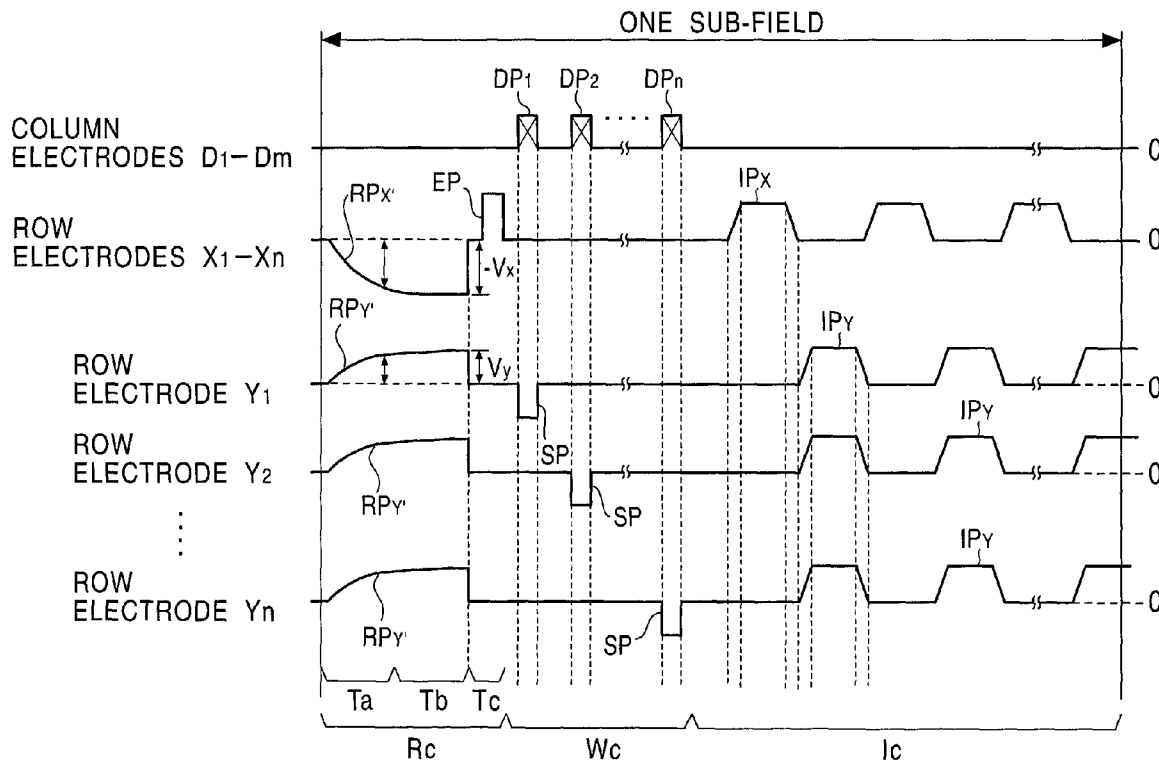 ONE SUB-FIELD
DP1 DP2 ····· DPn
COLUMN
ELECTRODES D1–Dm
0
RPX'
EP
IPX
ROW
ELECTRODES X1–Xn
0
-Vx
RPY'
IPY
ROW
ELECTRODE Y1
Vy
0
SP
IPY
ROW
ELECTRODE Y2
0
RPY'
SP
IPY
ROW
ELECTRODE Yn
0
RPY'
SP
Ta Tb Tc
Rc Wc Ic